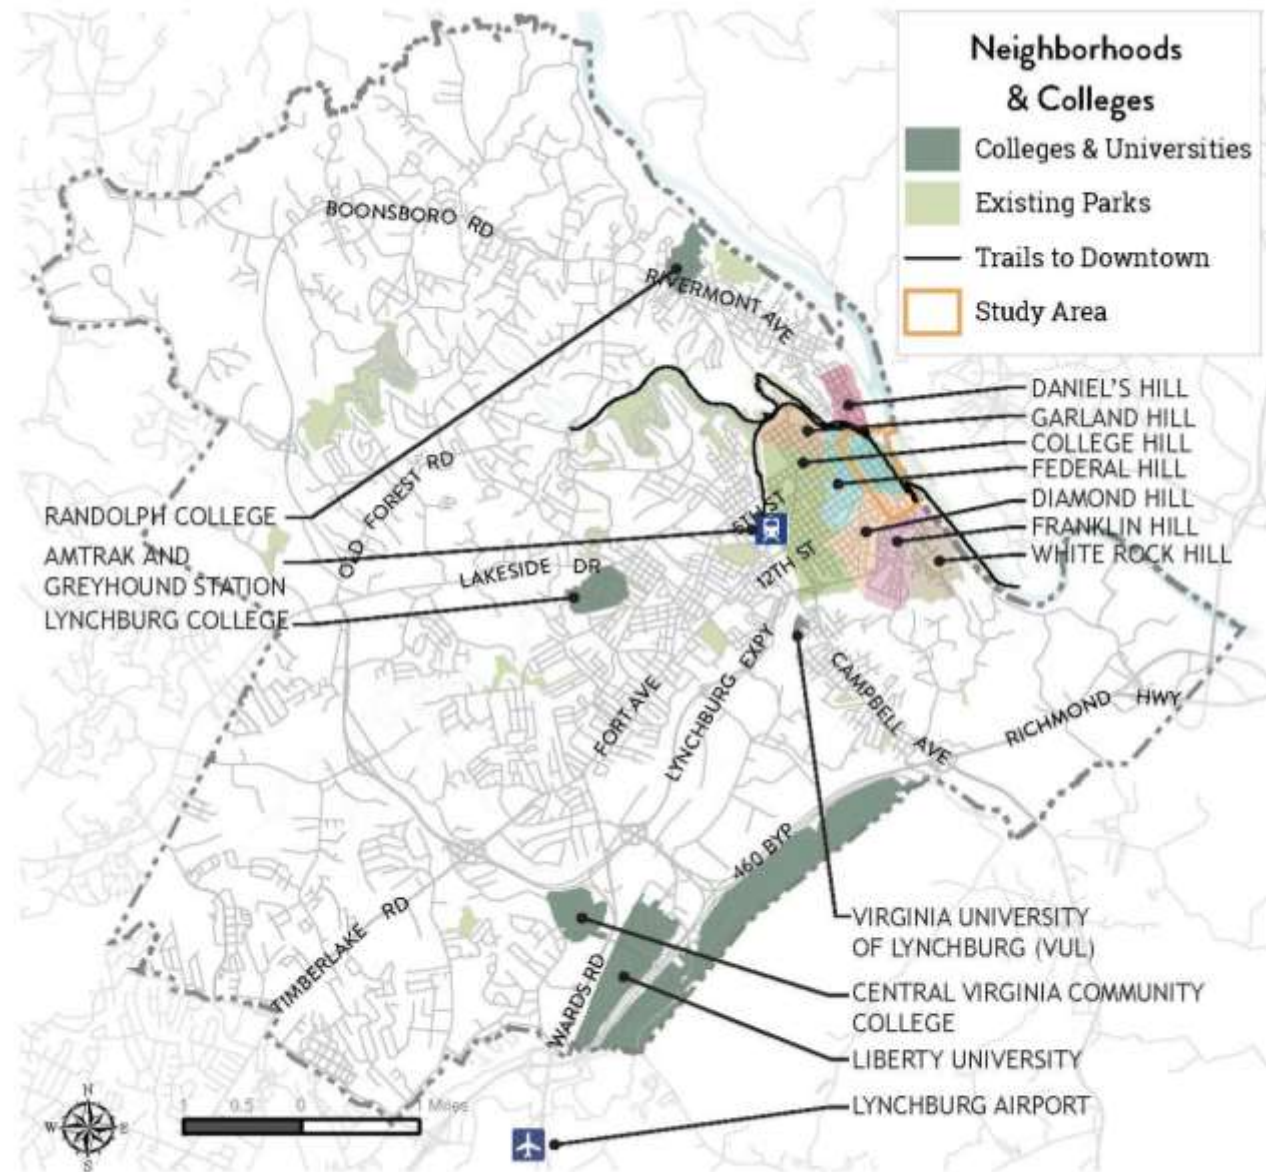 Neighborhoods
& Colleges
Colleges & Universities
Existing Parks
Trails to Downtown
Study Area
BOONSBORO RD
RIVERMONT AVE
DANIEL'S HILL
GARLAND HILL
COLLEGE HILL
FEDERAL HILL
DIAMOND HILL
FRANKLIN HILL
WHITE ROCK HILL
RANDOLPH COLLEGE
AMTRAK AND
GREYHOUND STATION
LYNCHBURG COLLEGE
OLD FOREST RD
LAKESIDE DR
5TH ST
12TH ST
FORT AVE
LYNCHBURG EXPY
CAMPBELL AVE
RICHMOND HWY
460 BYP
TIMBERLAKE RD
WARDS RD
VIRGINIA UNIVERSITY
OF LYNCHBURG (VUL)
CENTRAL VIRGINIA COMMUNITY
COLLEGE
LIBERTY UNIVERSITY
LYNCHBURG AIRPORT
N
W E
S
1 0.5 0 1 Miles